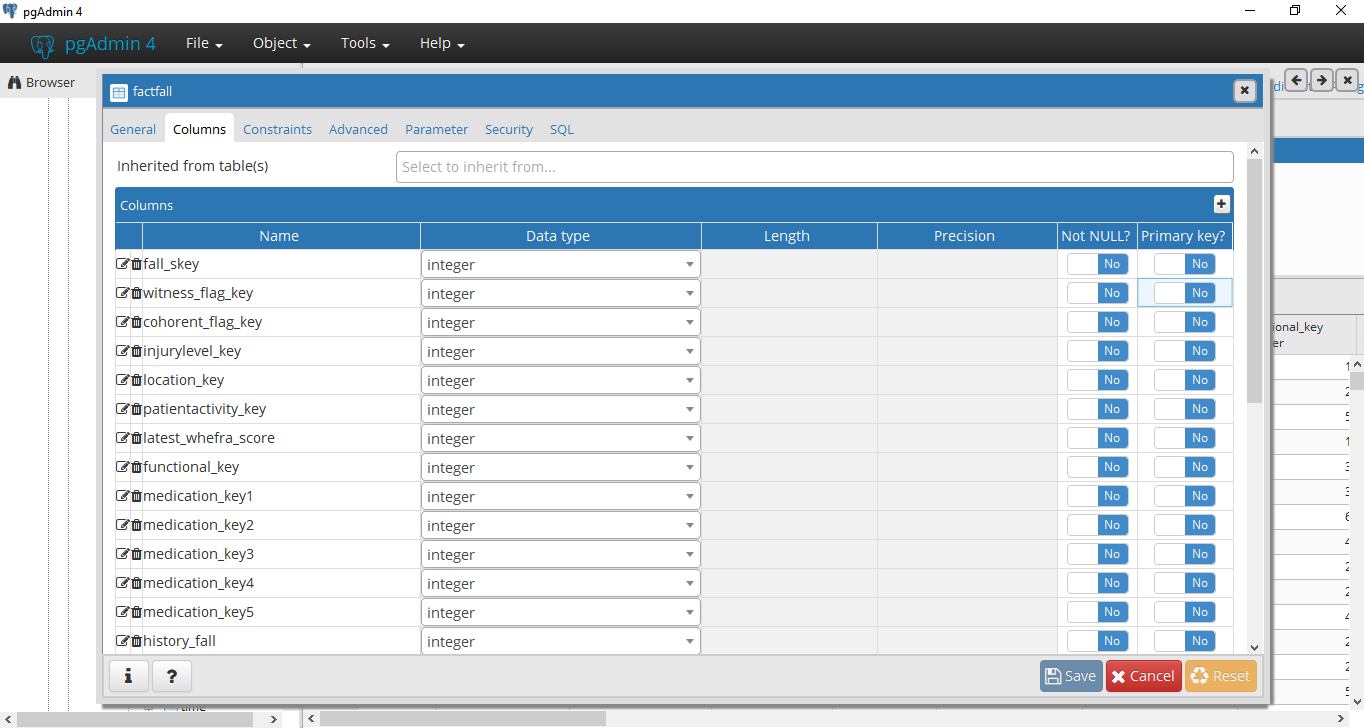 pgAdmin 4
pgAdmin 4 File Object Tools Help
Browser
factfall
General Columns Constraints Advanced Parameter Security SQL
Inherited from table(s) Select to inherit from...
Columns
Name Data type Length Precision Not NULL? Primary key?
fall_skey integer No No
witness_flag_key integer No No
cohorent_flag_key integer No No
injurylevel_key integer No No
location_key integer No No
patientactivity_key integer No No
latest_whefra_score integer No No
functional_key integer No No
medication_key1 integer No No
medication_key2 integer No No
medication_key3 integer No No
medication_key4 integer No No
medication_key5 integer No No
history_fall integer No No
i ? Save Cancel Reset
ional_key
er